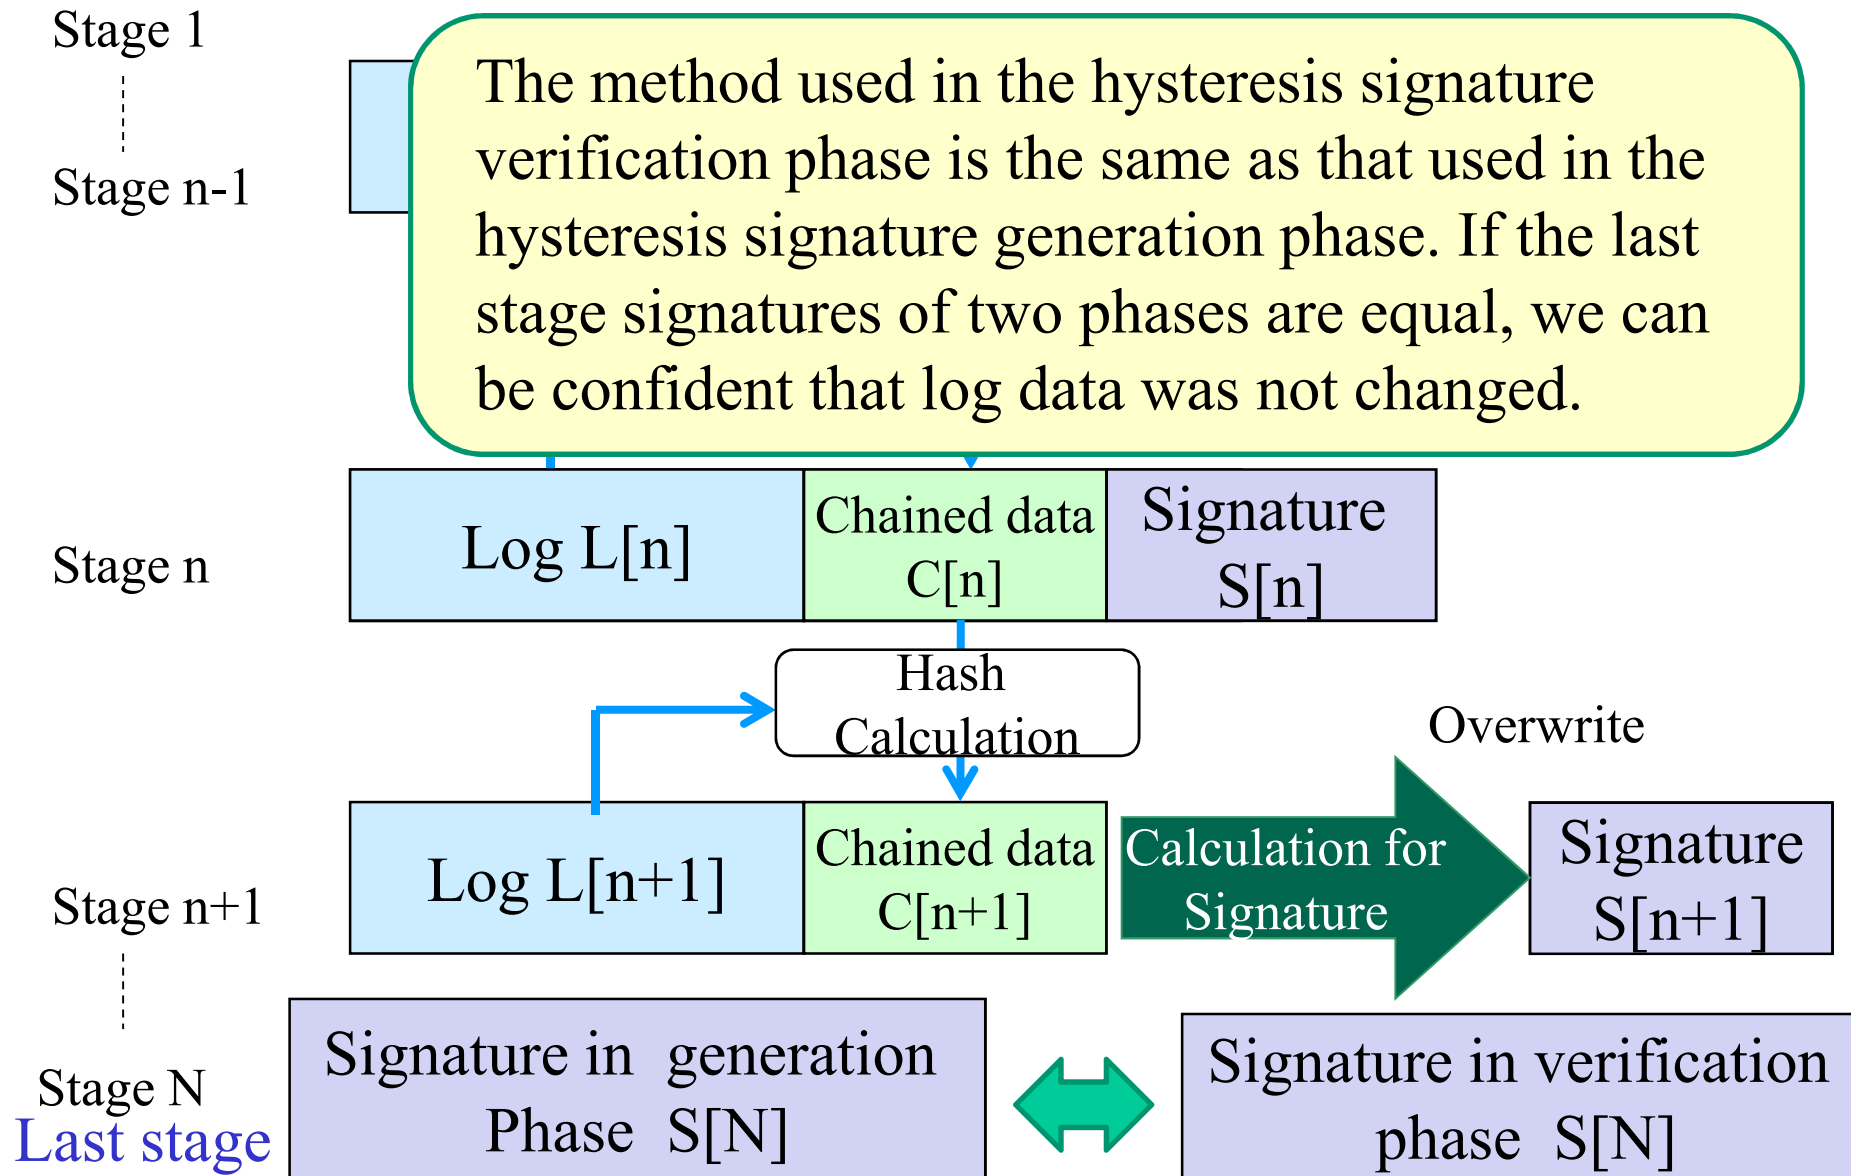 Stage 1
The method used in the hysteresis signature
verification phase is the same as that used in the
hysteresis signature generation phase. If the last
stage signatures of two phases are equal, we can
be confident that log data was not changed.
Stage n-1
Stage n
Log L[n]
Chained data
C[n]
Signature
S[n]
Hash
Calculation
Overwrite
Stage n+1
Log L[n+1]
Chained data
C[n+1]
Calculation for
Signature
Signature
S[n+1]
Stage N
Last stage
Signature in generation
Phase S[N]
Signature in verification
phase S[N]